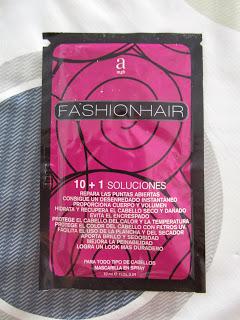 a
FASHIONHAIR
10 + 1 SOLUCIONES
REPARA LAS PUNTAS ABIERTAS
CONSIGUE UN DESENREDADO INSTANTÁNEO
PROPORCIONA CUERPO Y VOLUMEN
HIDRATA Y RECUPERA EL CABELLO SECO Y DAÑADO
EVITA EL ENCRESPADO
PROTEGE EL CABELLO DEL CALOR Y LA TEMPERATURA
PROTEGE EL COLOR DEL CABELLO CON FILTROS UV.
FACILITA EL USO DE LA PLANCHA Y DEL SECADOR
APORTA BRILLO Y SEDOSIDAD
MEJORA LA PEINABILIDAD
LOGRA UN LOOK MAS DURADERO
PARA TODO TIPO DE CABELLOS
MASCARILLA EN SPRAY